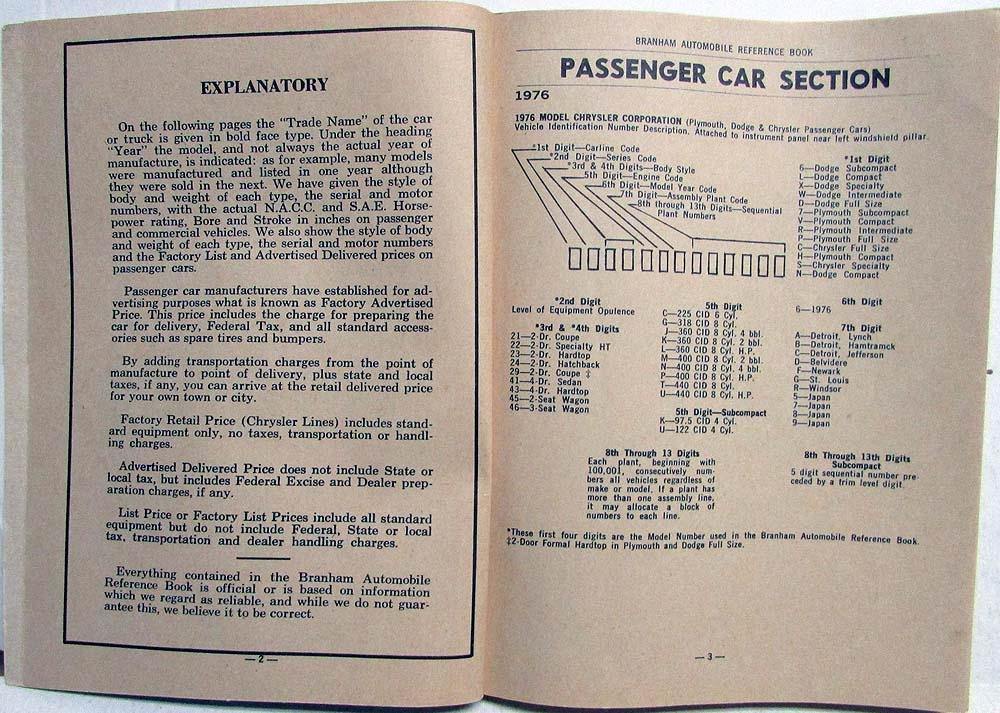 EXPLANATORY
On the following pages the "Trade Name" of the car
or truck is given in bold face type. Under the heading
"Year" the model, and not always the actual year of
manufacture, is indicated: as for example, many models
were manufactured and listed in one year although
they were sold in the next. We have given the style of
body and weight of each type, the serial and motor
numbers, with the actual N.A.C.C. and S.A.E. Horse-
power rating, Bore and Stroke in inches on passenger
and commercial vehicles. We also show the style of body
and weight of each type, the serial and motor numbers
and the Factory List and Advertised Delivered prices on
passenger cars.
Passenger car manufacturers have established for ad-
vertising purposes what is known as Factory Advertised
Price. This price includes the charge for preparing the
car for delivery, Federal Tax, and all standard access-
ories such as spare tires and bumpers.
By adding transportation charges from the point of
manufacture to point of delivery, plus state and local
taxes, if any, you can arrive at the retail delivered price
for your own town or city.
Factory Retail Price (Chrysler Lines) includes stand-
ard equipment only, no taxes, transportation or handl-
ing charges.
Advertised Delivered Price does not include State or
local tax, but includes Federal Excise and Dealer prep-
aration charges, if any.
List Price or Factory List Prices include all standard
equipment but do not include Federal, State or local
tax, transportation and dealer handling charges.
Everything contained in the Branham Automobile
Reference Book is official or is based on information
which we regard as reliable, and while we do not guar-
antee this, we believe it to be correct.
—2—
BRANHAM AUTOMOBILE REFERENCE BOOK
PASSENGER CAR SECTION
1976
1976 MODEL CHRYSLER CORPORATION (Plymouth, Dodge & Chrysler Passenger Cars)
Vehicle Identification Number Description. Attached to instrument panel near left windshield pillar.
*1st Digit—Carline Code
*2nd Digit—Series Code
*3rd & 4th Digits—Body Style
5th Digit—Engine Code
6th Digit—Model Year Code
7th Digit—Assembly Plant Code
8th through 13th Digits—Sequential
Plant Numbers
*1st Digit
6—Dodge Subcompact
L—Dodge Compact
X—Dodge Specialty
W—Dodge Intermediate
D—Dodge Full Size
7—Plymouth Subcompact
V—Plymouth Compact
R—Plymouth Intermediate
P—Plymouth Full Size
C—Chrysler Full Size
H—Plymouth Compact
S—Chrysler Specialty
N—Dodge Compact
*2nd Digit
Level of Equipment Opulence
*3rd & *4th Digits
21—2-Dr. Coupe
22—2-Dr. Specialty HT
23—2-Dr. Hardtop
24—2-Dr. Hatchback
29—2-Dr. Coupe ‡
41—4-Dr. Sedan
43—4-Dr. Hardtop
45—2-Seat Wagon
46—3-Seat Wagon
5th Digit
C—225 CID 6 Cyl.
G—318 CID 8 Cyl.
J—360 CID 8 Cyl. 4 bbl.
K—360 CID 8 Cyl. 2 bbl.
L—360 CID 8 Cyl. H.P.
M—400 CID 8 Cyl. 2 bbl.
N—400 CID 8 Cyl. 4 bbl.
P—400 CID 8 Cyl. H.P.
T—440 CID 8 Cyl.
U—440 CID 8 Cyl. H.P.
5th Digit—Subcompact
K—97.5 CID 4 Cyl.
U—122 CID 4 Cyl.
6th Digit
6—1976
7th Digit
A—Detroit, Lynch
B—Detroit, Hamtramck
C—Detroit, Jefferson
D—Belvidere
F—Newark
G—St. Louis
R—Windsor
5—Japan
7—Japan
8—Japan
9—Japan
8th Through 13 Digits
Each plant, beginning with
100,001, consecutively num-
bers all vehicles regardless of
make or model. If a plant has
more than one assembly line,
it may allocate a block of
numbers to each line.
8th Through 13th Digits
Subcompact
5 digit sequential number pre-
ceded by a trim level digit.
*These first four digits are the Model Number used in the Branham Automobile Reference Book.
‡2-Door Formal Hardtop in Plymouth and Dodge Full Size.
—3—